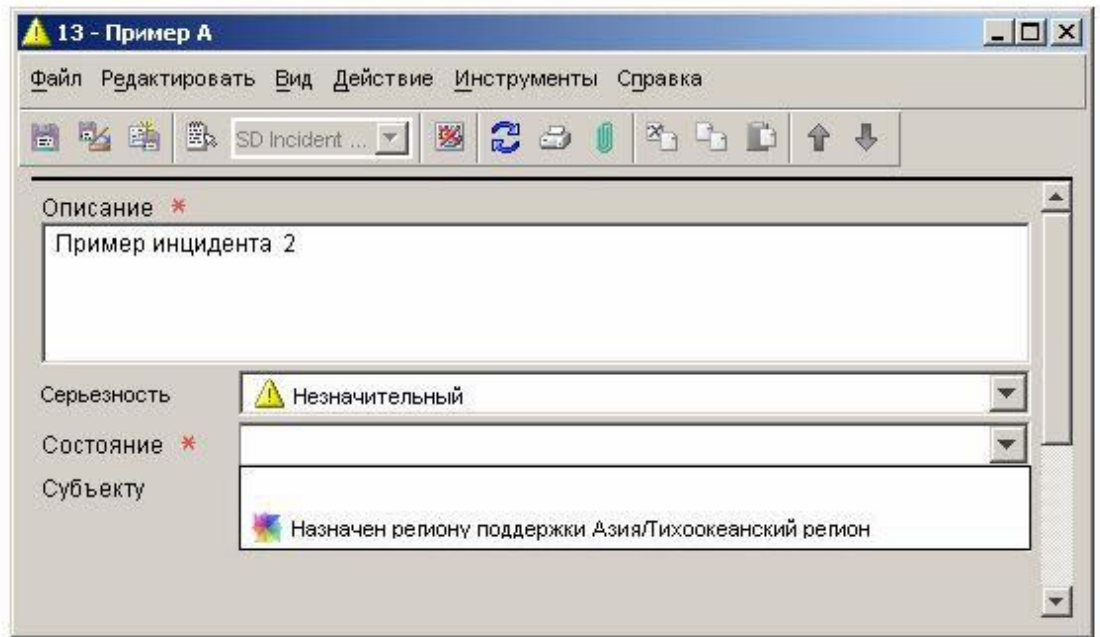 13 - Пример А
Файл Редактировать Вид Действие Инструменты Справка
SD Incident ...
Описание *
Пример инцидента 2
Серьезность Незначительный
Состояние *
Субъекту
Назначен региону поддержки Азия/Тихоокеанский регион